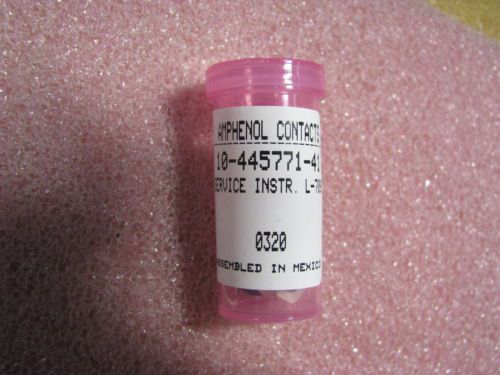 AMPHENOL CONTACTS
10-445771-41
SERVICE INSTR. L-70
0320
ASSEMBLED IN MEXICO